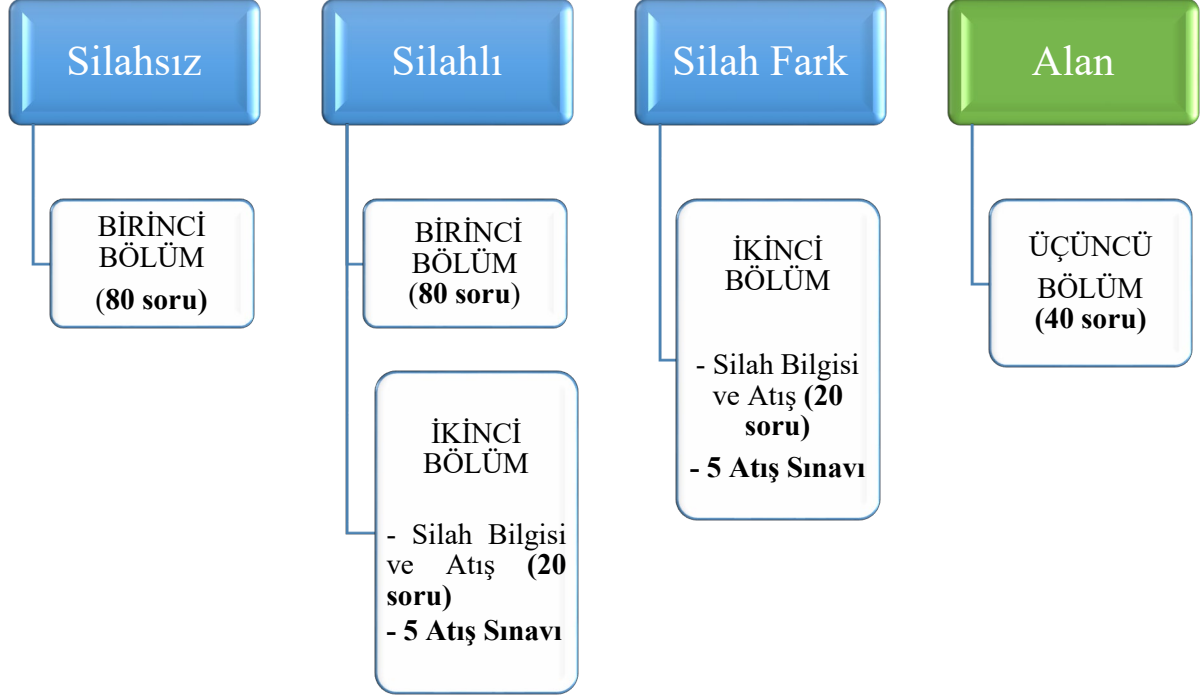 Silahsız
BİRİNCİ
BÖLÜM
(80 soru)
Silahlı
BİRİNCİ
BÖLÜM
(80 soru)
İKİNCİ
BÖLÜM
- Silah Bilgisi
ve Atış (20
soru)
- 5 Atış Sınavı
Silah Fark
İKİNCİ
BÖLÜM
- Silah Bilgisi
ve Atış (20
soru)
- 5 Atış Sınavı
Alan
ÜÇÜNCÜ
BÖLÜM
(40 soru)